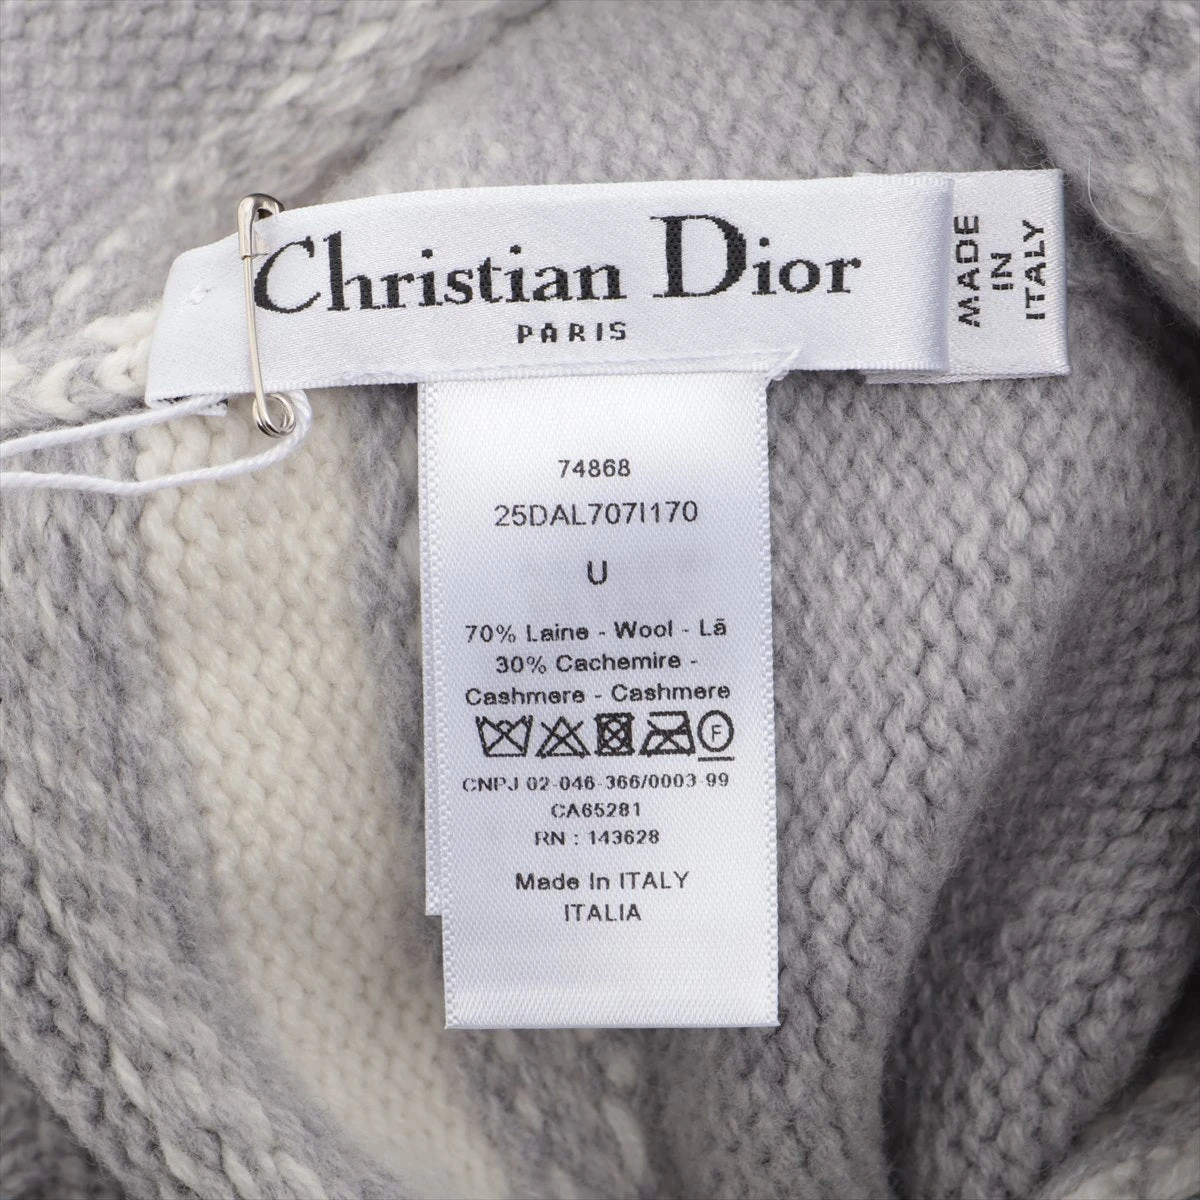 Christian Dior
PARIS
MADE
IN
ITALY
74868
25DAL707I170
U
70% Laine - Wool - Lã
30% Cachemire -
Cashmere - Cashmere
F
CNPJ 02-046-366/0003-99
CA65281
RN : 143628
Made In ITALY
ITALIA